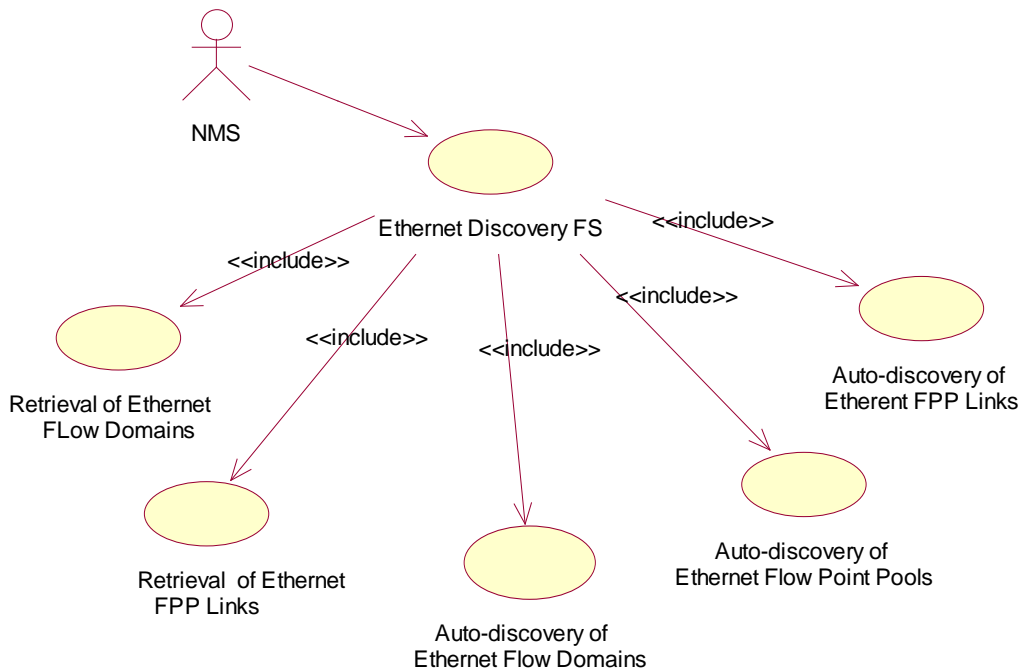 NMS
Ethernet Discovery FS
<<include>>
<<include>>
<<include>>
<<include>>
<<include>>
Retrieval of Ethernet
FLow Domains
Retrieval of Ethernet
FPP Links
Auto-discovery of
Ethernet Flow Domains
Auto-discovery of
Ethernet Flow Point Pools
Auto-discovery of
Etherent FPP Links